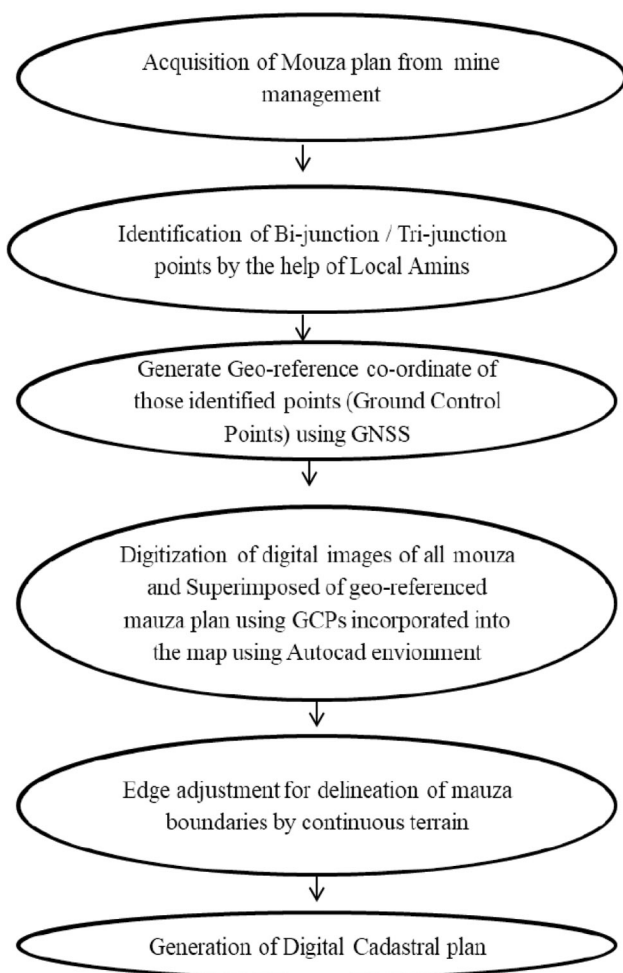 Acquisition of Mouza plan from mine
management
Identification of Bi-junction / Tri-junction
points by the help of Local Amins
Generate Geo-reference co-ordinate of
those identified points (Ground Control
Points) using GNSS
Digitization of digital images of all mouza
and Superimposed of geo-referenced
mauza plan using GCPs incorporated into
the map using Autocad envionment
Edge adjustment for delineation of mauza
boundaries by continuous terrain
Generation of Digital Cadastral plan